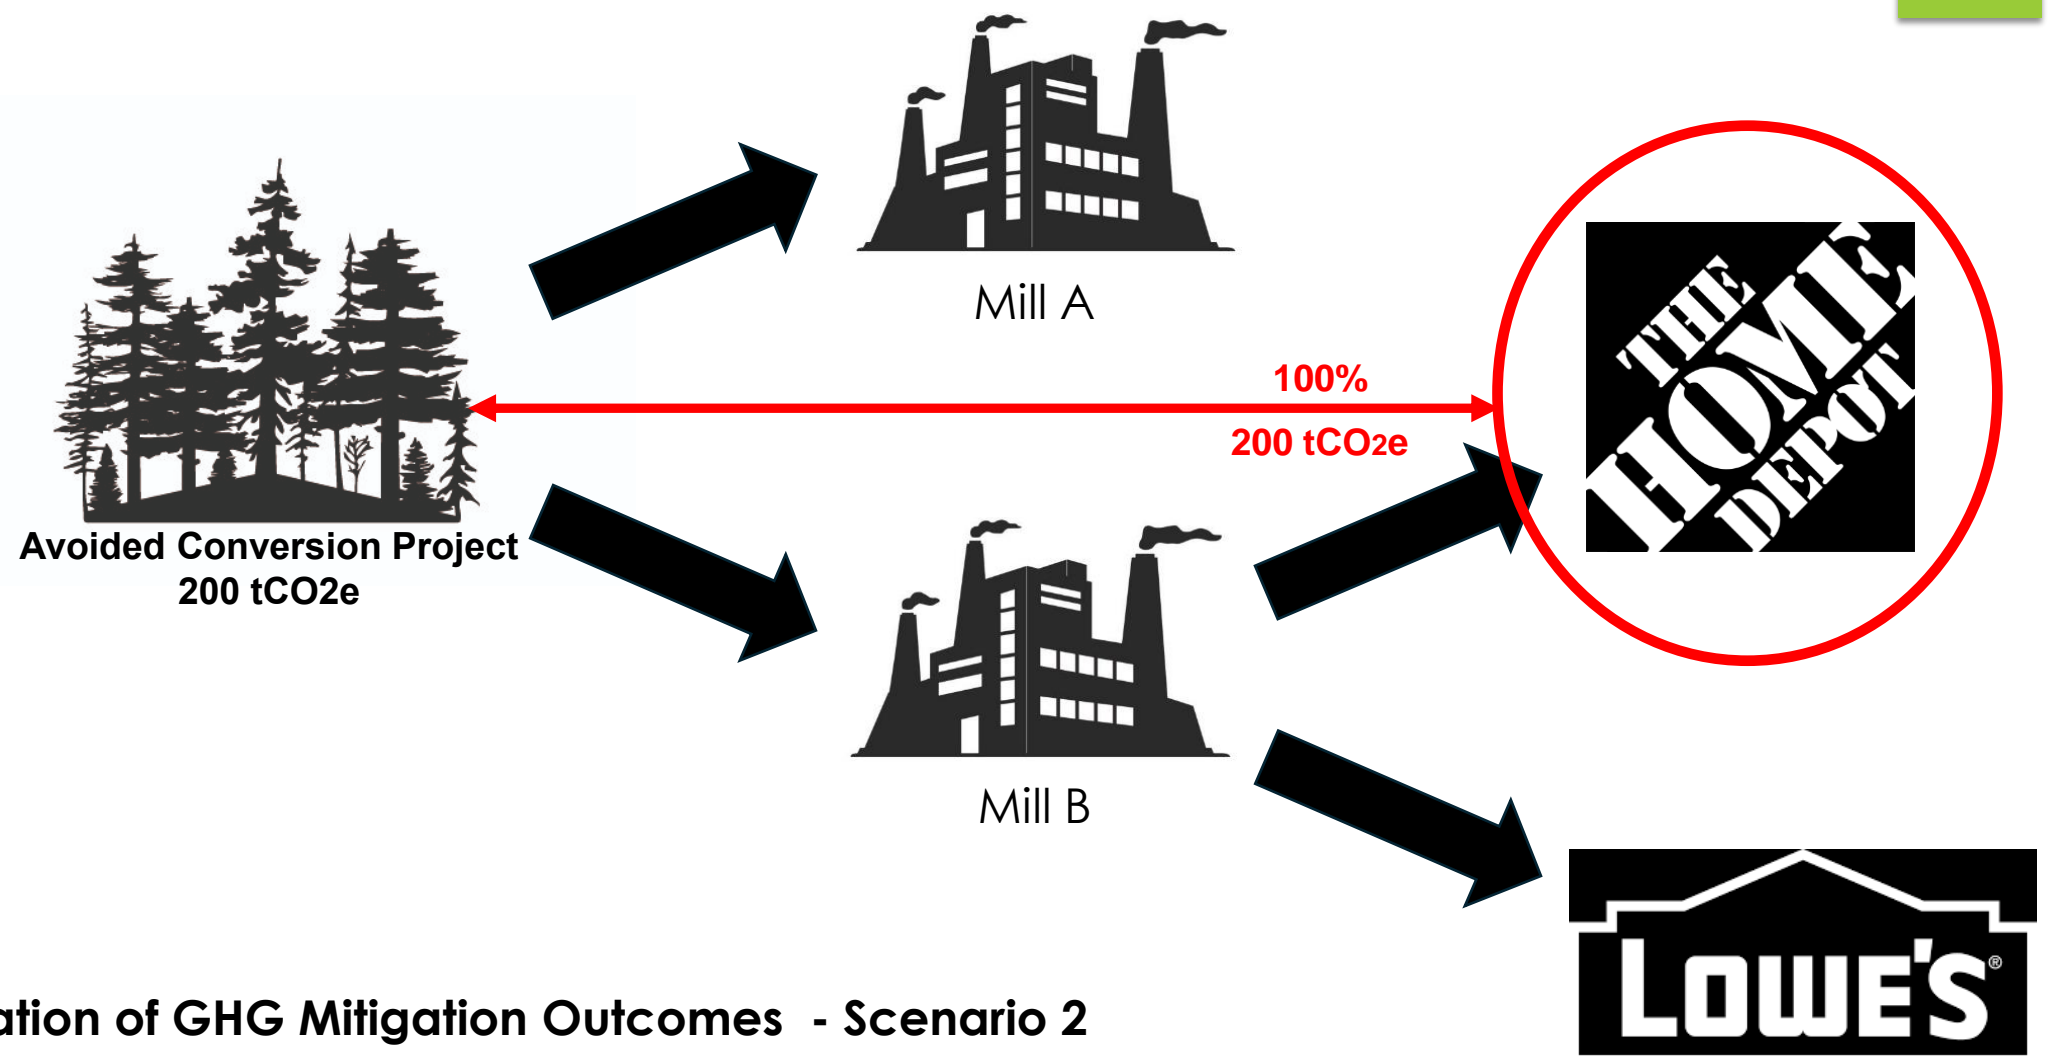 Mill A
THE
HOME
DEPOT
100%
200 tCO2e
Avoided Conversion Project
200 tCO2e
Mill B
LOWE'S®
ation of GHG Mitigation Outcomes - Scenario 2